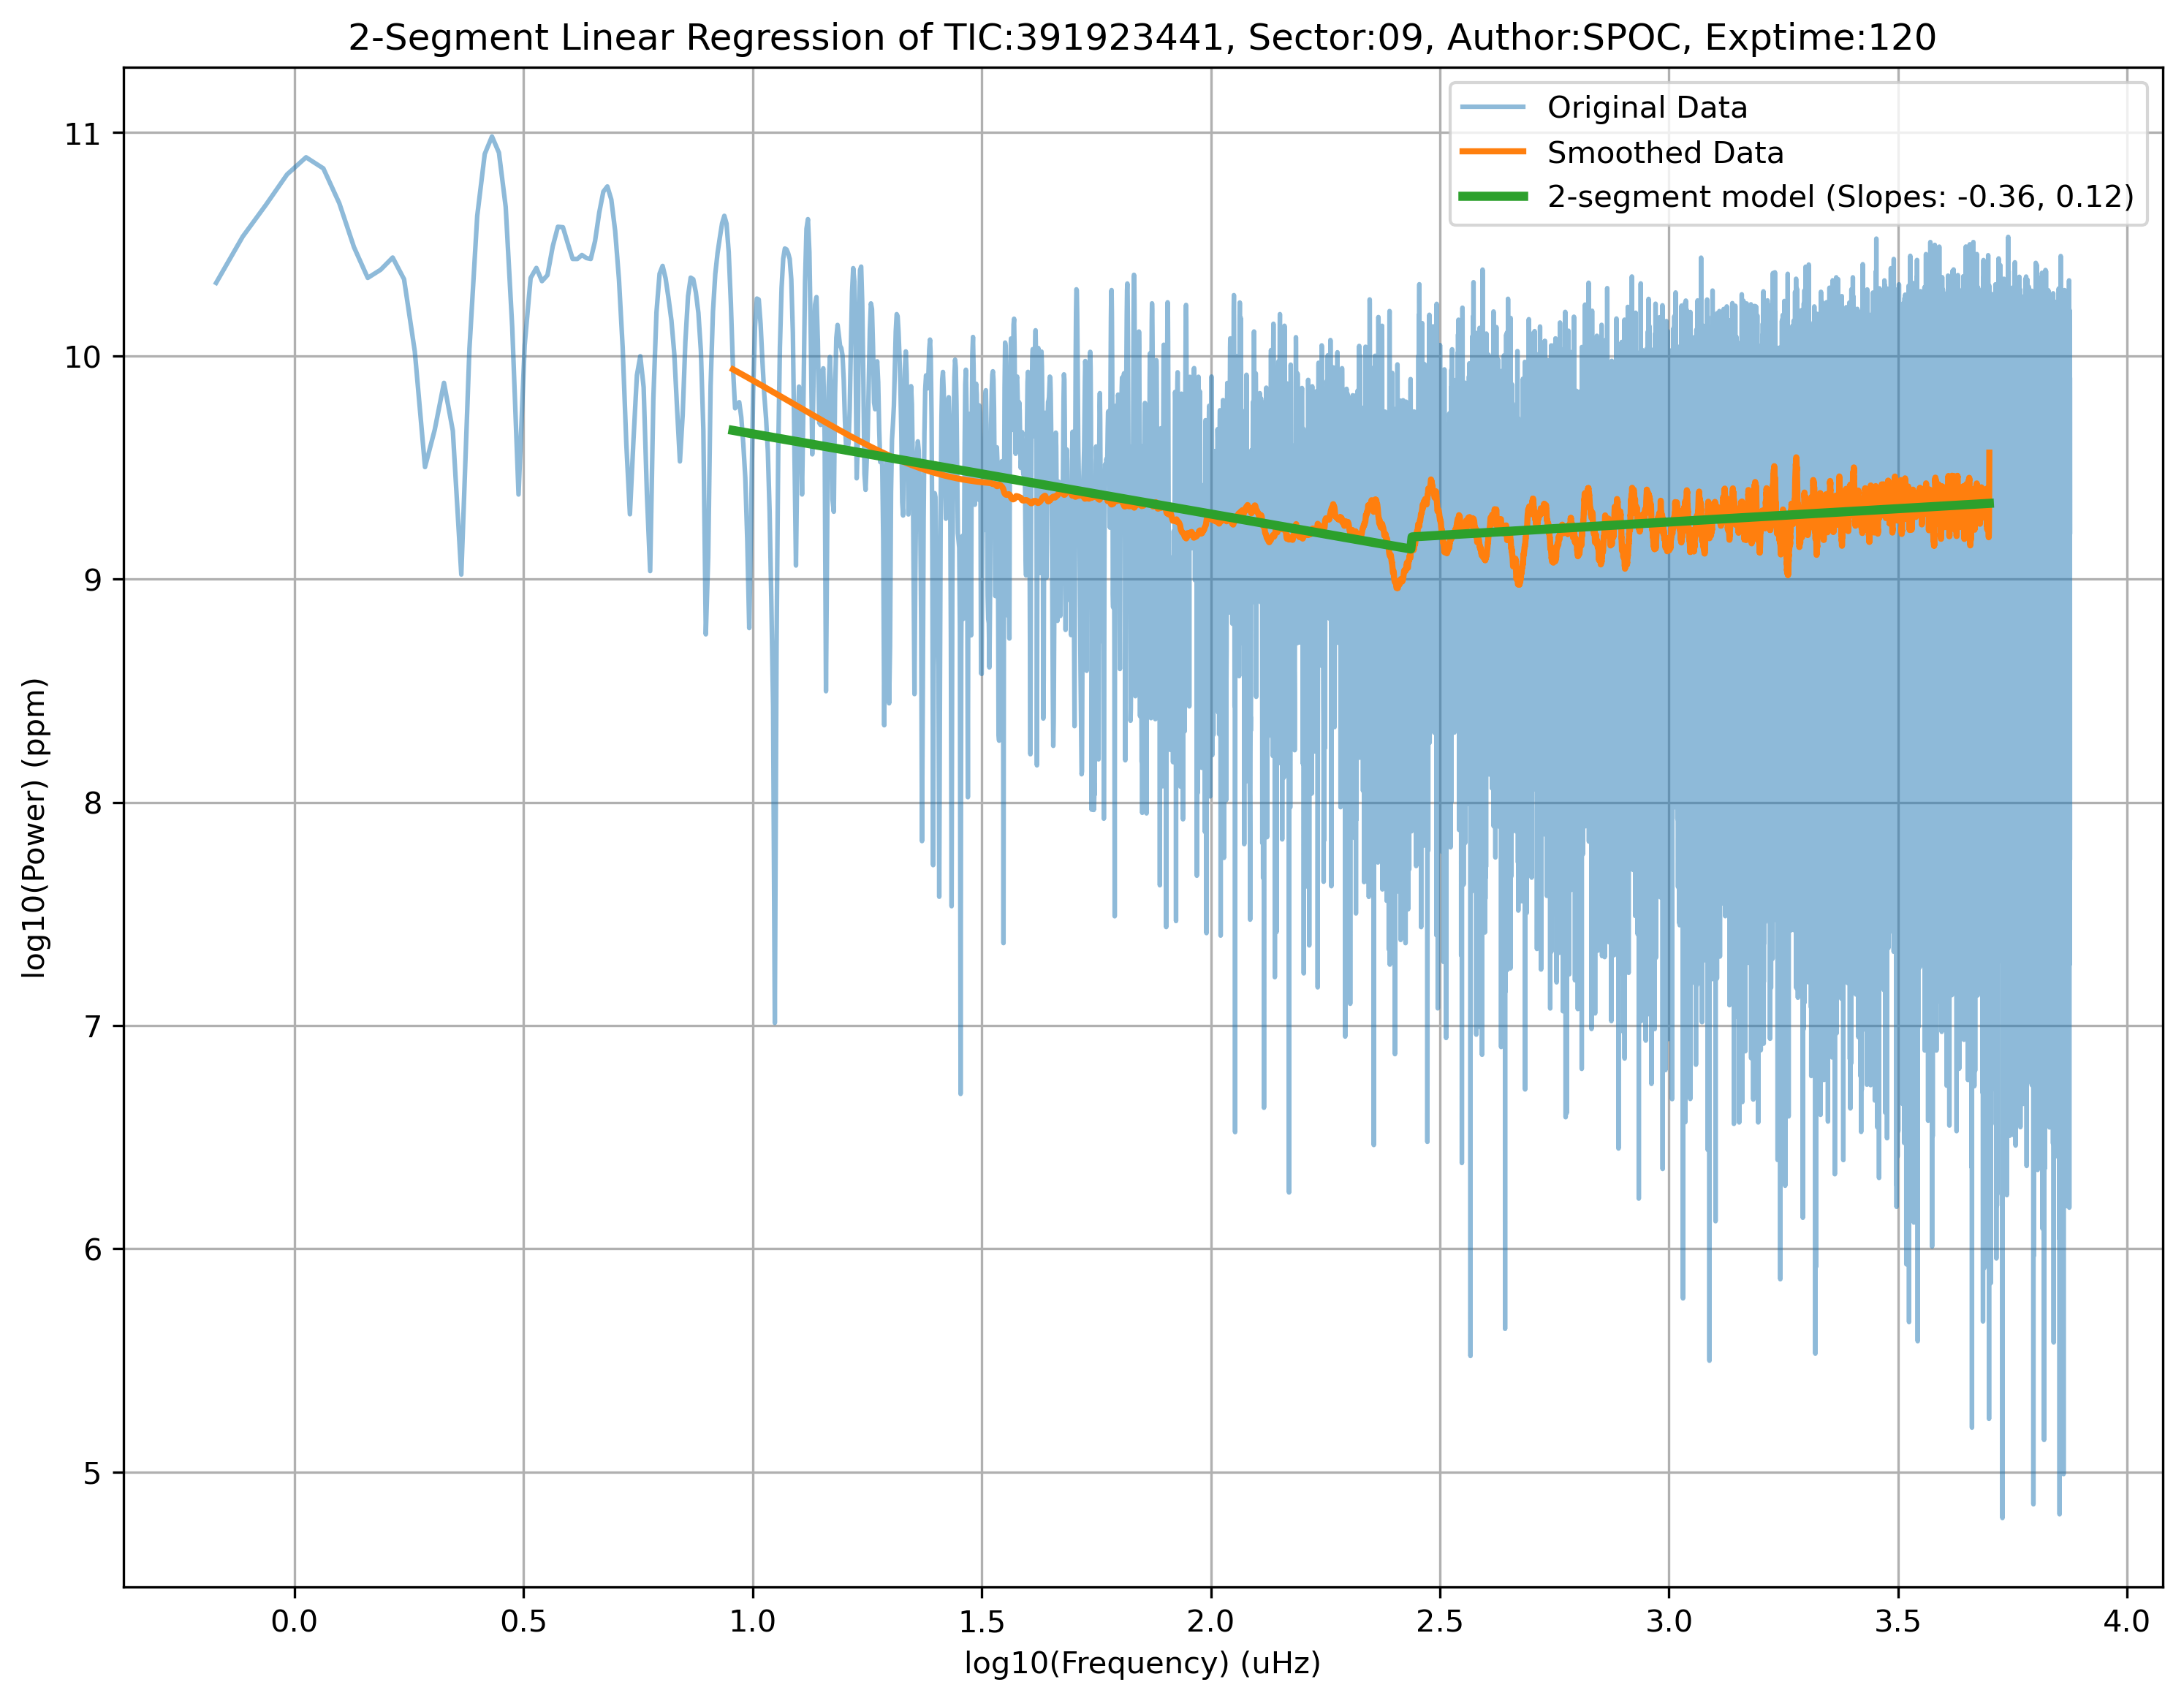 2-Segment Linear Regression of TIC:391923441, Sector:09, Author:SPOC, Exptime:120
Original Data
Smoothed Data
2-segment model (Slopes: -0.36, 0.12)
log10(Power) (ppm)
11
10
9
8
7
6
5
0.0 0.5 1.0 1.5 2.0 2.5 3.0 3.5 4.0
log10(Frequency) (uHz)